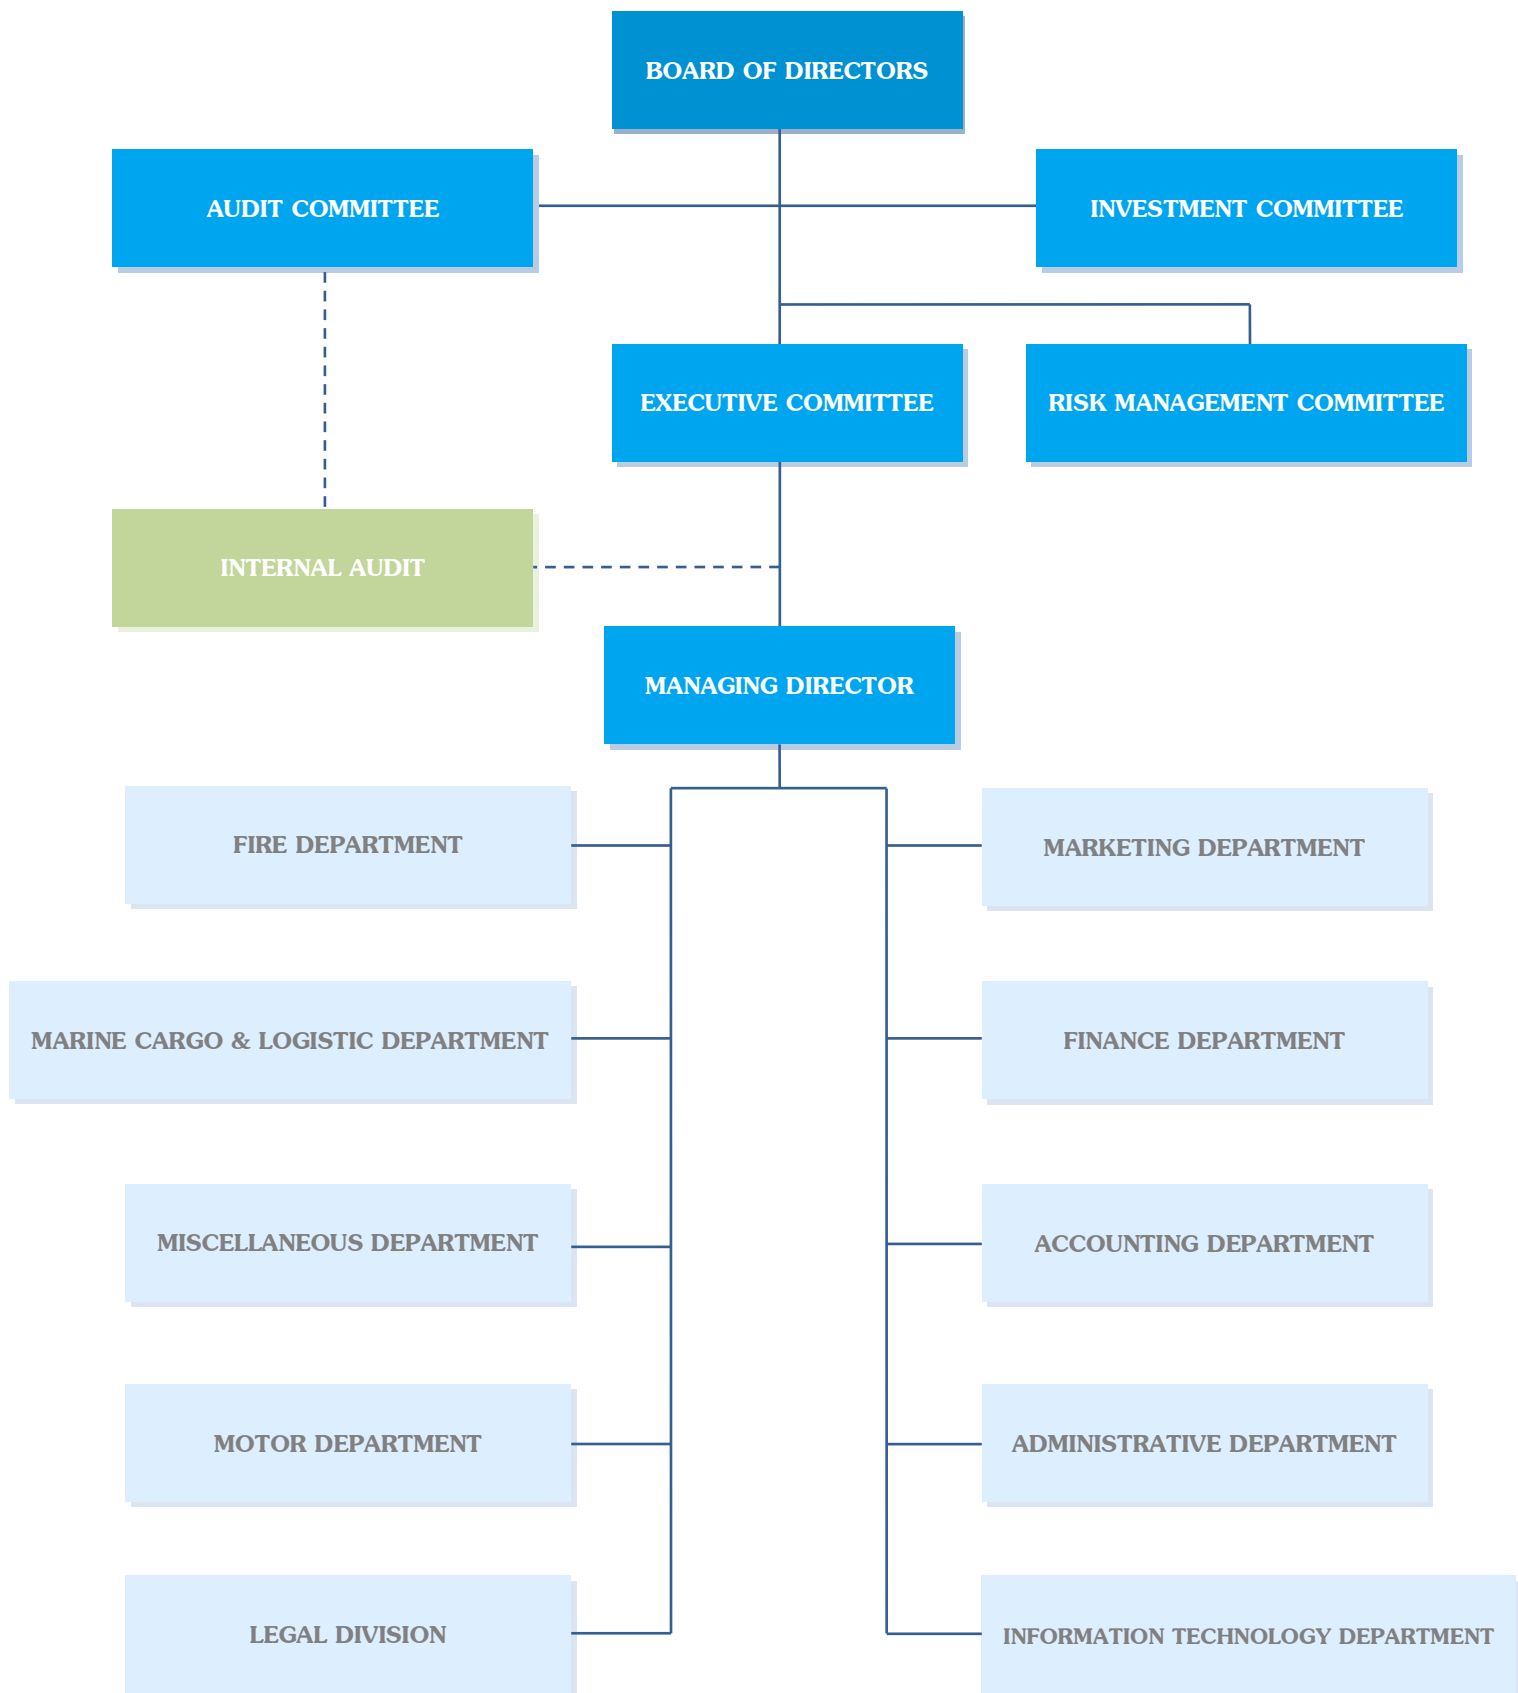 BOARD OF DIRECTORS
AUDIT COMMITTEE
INVESTMENT COMMITTEE
EXECUTIVE COMMITTEE
RISK MANAGEMENT COMMITTEE
INTERNAL AUDIT
MANAGING DIRECTOR
FIRE DEPARTMENT
MARKETING DEPARTMENT
MARINE CARGO & LOGISTIC DEPARTMENT
FINANCE DEPARTMENT
MISCELLANEOUS DEPARTMENT
ACCOUNTING DEPARTMENT
MOTOR DEPARTMENT
ADMINISTRATIVE DEPARTMENT
LEGAL DIVISION
INFORMATION TECHNOLOGY DEPARTMENT